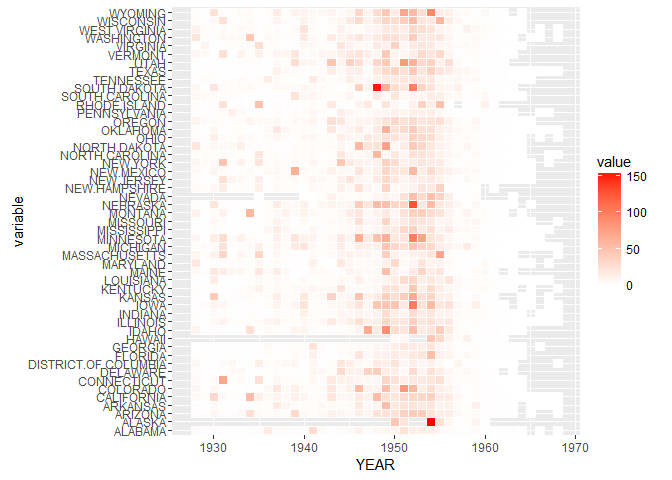 WYOMING
WISCONSIN
WEST.VIRGINIA
WASHINGTON
VIRGINIA
VERMONT
UTAH
TEXAS
TENNESSEE
SOUTH.DAKOTA
SOUTH.CAROLINA
RHODE.ISLAND
PENNSYLVANIA
OREGON
OKLAHOMA
OHIO
NORTH.DAKOTA
NORTH.CAROLINA
NEW.YORK
NEW.MEXICO
NEW.JERSEY
NEW.HAMPSHIRE
NEVADA
NEBRASKA
MONTANA
MISSOURI
MISSISSIPPI
MINNESOTA
MICHIGAN
MASSACHUSETTS
MARYLAND
MAINE
LOUISIANA
KENTUCKY
KANSAS
IOWA
INDIANA
ILLINOIS
IDAHO
HAWAII
GEORGIA
FLORIDA
DISTRICT.OF.COLUMBIA
DELAWARE
CONNECTICUT
COLORADO
CALIFORNIA
ARKANSAS
ARIZONA
ALASKA
ALABAMA
variable
1930 1940 1950 1960 1970
YEAR
value
150
100
50
0